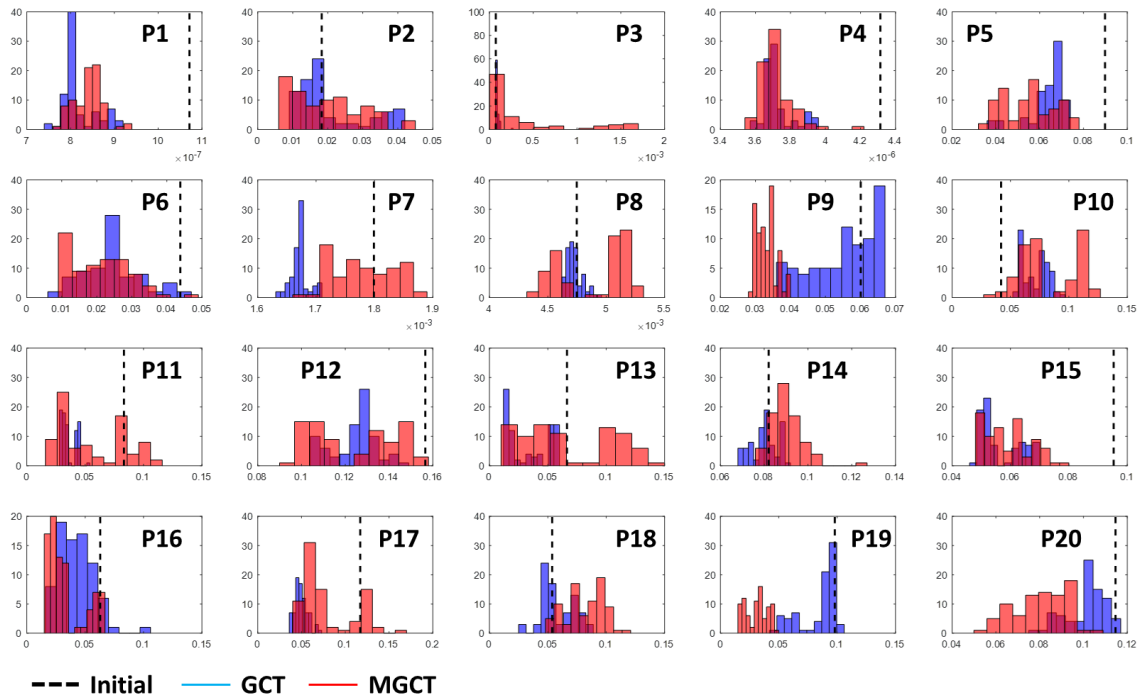 40 40 100 40 40
P1 P2 P3 P4 P5
30 30 80 30 30
20 20 60 20 20
40
10 10 20 10 10
0 0 0 0 0
7 8 9 10 11 0 0.01 0.02 0.03 0.04 0.05 0 0.5 1 1.5 2 3.4 3.6 3.8 4 4.2 4.4 0.02 0.04 0.06 0.08 0.1
×10⁻⁷ ×10⁻³ ×10⁻⁶
40 40 40 20 40
P6 P7 P8 P9 P10
30 30 30 15 30
20 20 20 10 20
10 10 10 5 10
0 0 0 0 0
0 0.01 0.02 0.03 0.04 0.05 1.6 1.7 1.8 1.9 4 4.5 5 5.5 0.02 0.03 0.04 0.05 0.06 0.07 0 0.05 0.1 0.15
×10⁻³ ×10⁻³
40 40 40 40 40
P11 P12 P13 P14 P15
30 30 30 30 30
20 20 20 20 20
10 10 10 10 10
0 0 0 0 0
0 0.05 0.1 0.15 0.08 0.1 0.12 0.14 0.16 0 0.05 0.1 0.15 0.06 0.08 0.1 0.12 0.14 0.04 0.06 0.08 0.1
20 40 40 40 40
P16 P17 P18 P19 P20
15 30 30 30 30
10 20 20 20 20
5 10 10 10 10
0 0 0 0 0
0 0.05 0.1 0.15 0 0.05 0.1 0.15 0.2 0 0.05 0.1 0.15 0 0.05 0.1 0.15 0.04 0.06 0.08 0.1 0.12
Initial GCT MGCT